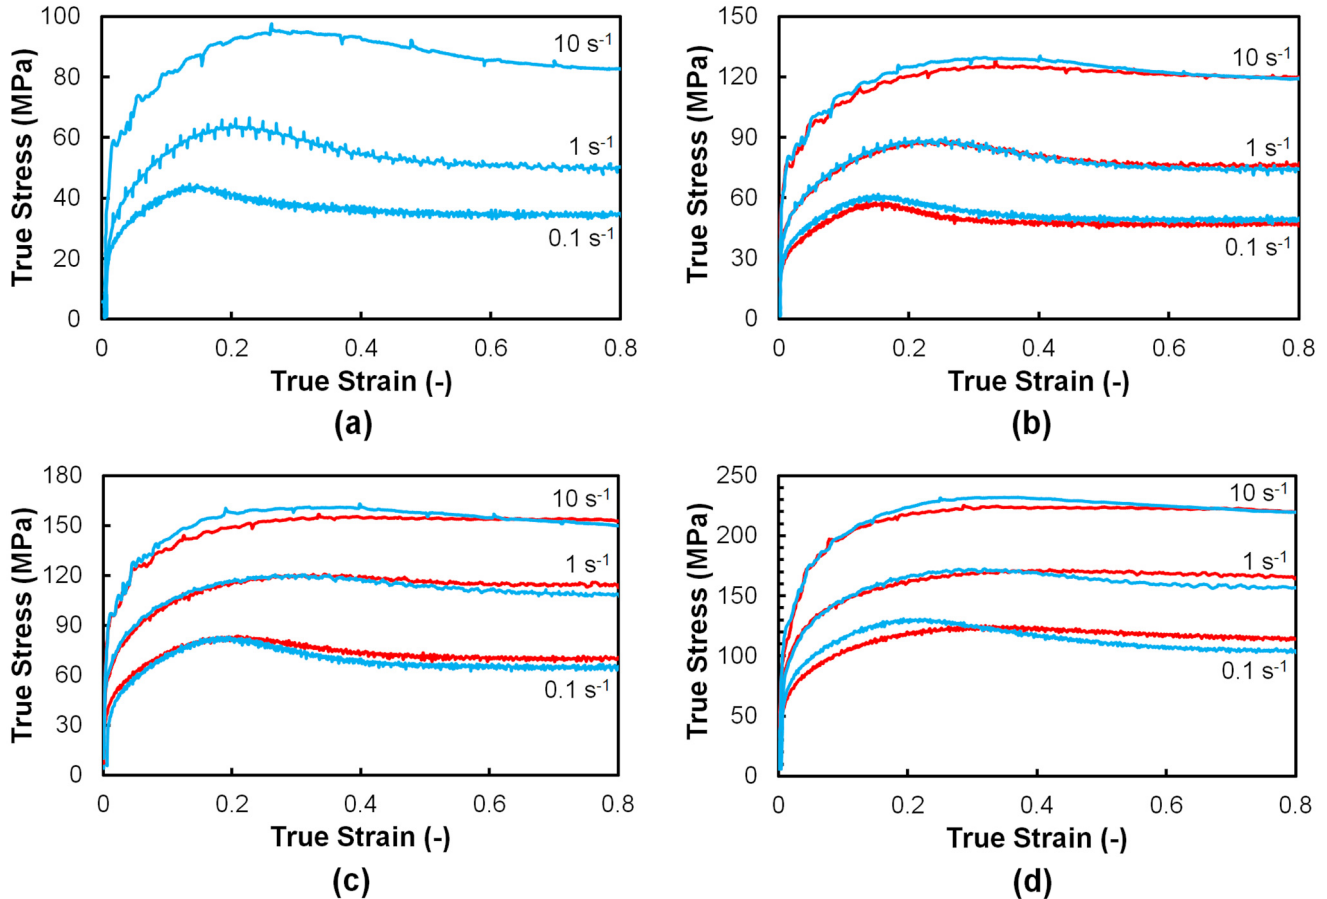 100
80
60
40
20
0
True Stress (MPa)
10 s⁻¹
1 s⁻¹
0.1 s⁻¹
0 0.2 0.4 0.6 0.8
True Strain (-)
(a)
150
120
90
60
30
0
True Stress (MPa)
10 s⁻¹
1 s⁻¹
0.1 s⁻¹
0 0.2 0.4 0.6 0.8
True Strain (-)
(b)
180
150
120
90
60
30
0
True Stress (MPa)
10 s⁻¹
1 s⁻¹
0.1 s⁻¹
0 0.2 0.4 0.6 0.8
True Strain (-)
(c)
250
200
150
100
50
0
True Stress (MPa)
10 s⁻¹
1 s⁻¹
0.1 s⁻¹
0 0.2 0.4 0.6 0.8
True Strain (-)
(d)